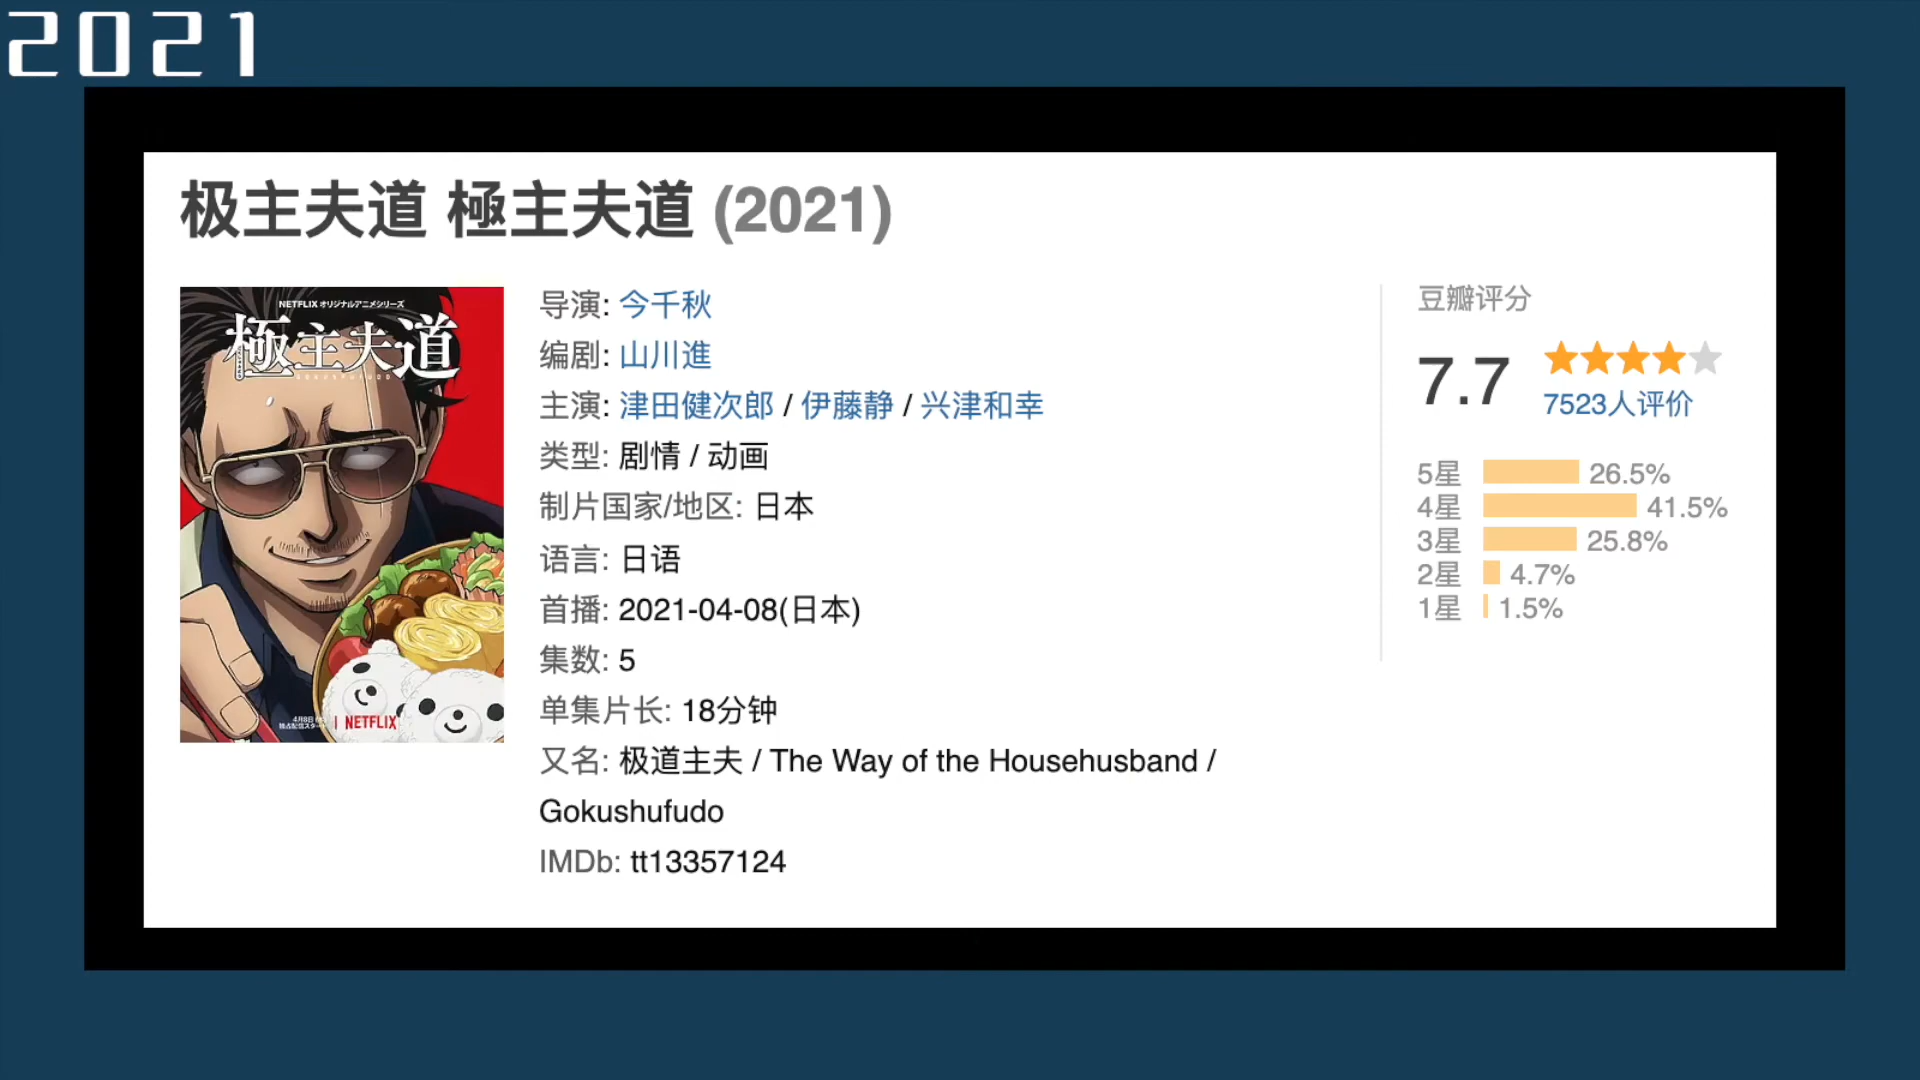 2021
极主夫道 極主夫道 (2021)
NETFLIX オリジナルアニメシリーズ
極主夫道
NETFLIX
导演: 今千秋
编剧: 山川進
主演: 津田健次郎 / 伊藤静 / 兴津和幸
类型: 剧情 / 动画
制片国家/地区: 日本
语言: 日语
首播: 2021-04-08(日本)
集数: 5
单集片长: 18分钟
又名: 极道主夫 / The Way of the Househusband /
Gokushufudo
IMDb: tt13357124
豆瓣评分
7.7
7523人评价
5星 26.5%
4星 41.5%
3星 25.8%
2星 4.7%
1星 1.5%